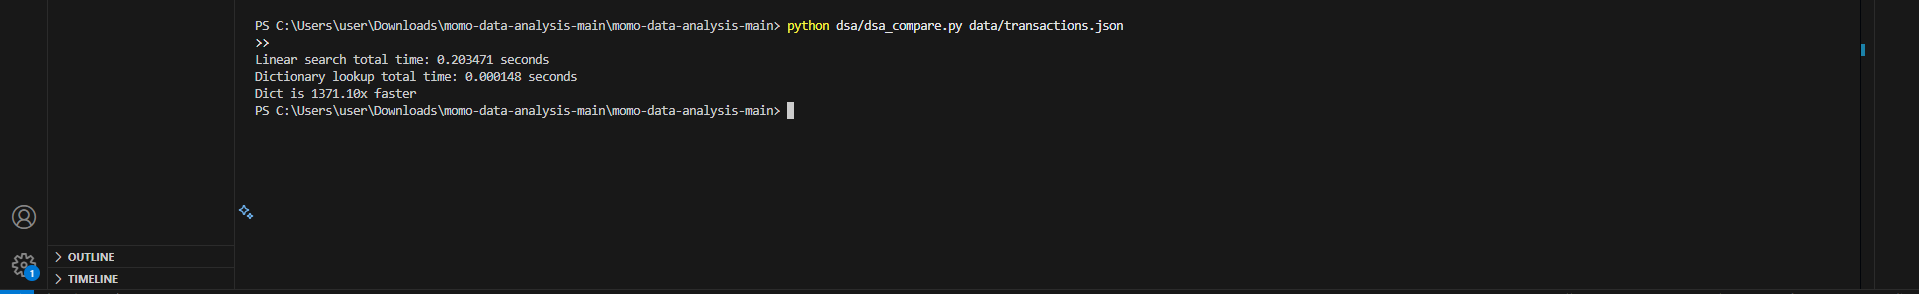 PS C:\Users\user\Downloads\momo-data-analysis-main\momo-data-analysis-main> python dsa/dsa_compare.py data/transactions.json
>>
Linear search total time: 0.203471 seconds
Dictionary lookup total time: 0.000148 seconds
Dict is 1371.10x faster
PS C:\Users\user\Downloads\momo-data-analysis-main\momo-data-analysis-main>
1
OUTLINE
TIMELINE